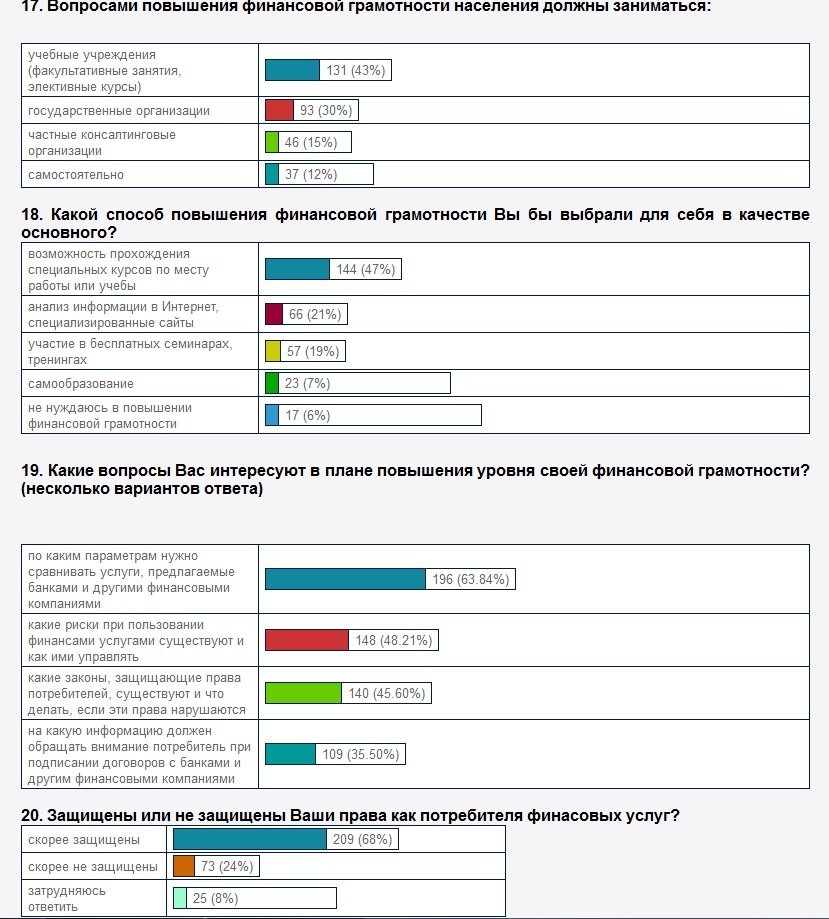 17. Вопросами повышения финансовой грамотности населения должны заниматься:
учебные учреждения
(факультативные занятия,
элективные курсы)
131 (43%)
государственные организации
93 (30%)
частные консалтинговые
организации
46 (15%)
самостоятельно
37 (12%)
18. Какой способ повышения финансовой грамотности Вы бы выбрали для себя в качестве
основного?
возможность прохождения
специальных курсов по месту
работы или учебы
144 (47%)
анализ информации в Интернет,
специализированные сайты
66 (21%)
участие в бесплатных семинарах,
тренингах
57 (19%)
самообразование
23 (7%)
не нуждаюсь в повышении
финансовой грамотности
17 (6%)
19. Какие вопросы Вас интересуют в плане повышения уровня своей финансовой грамотности?
(несколько вариантов ответа)
по каким параметрам нужно
сравнивать услуги, предлагаемые
банками и другими финансовыми
компаниями
196 (63.84%)
какие риски при пользовании
финансами услугами существуют и
как ими управлять
148 (48.21%)
какие законы, защищающие права
потребителей, существуют и что
делать, если эти права нарушаются
140 (45.60%)
на какую информацию должен
обращать внимание потребитель при
подписании договоров с банками и
другим финансовыми компаниями
109 (35.50%)
20. Защищены или не защищены Ваши права как потребителя финасовых услуг?
скорее защищены
209 (68%)
скорее не защищены
73 (24%)
затрудняюсь
ответить
25 (8%)